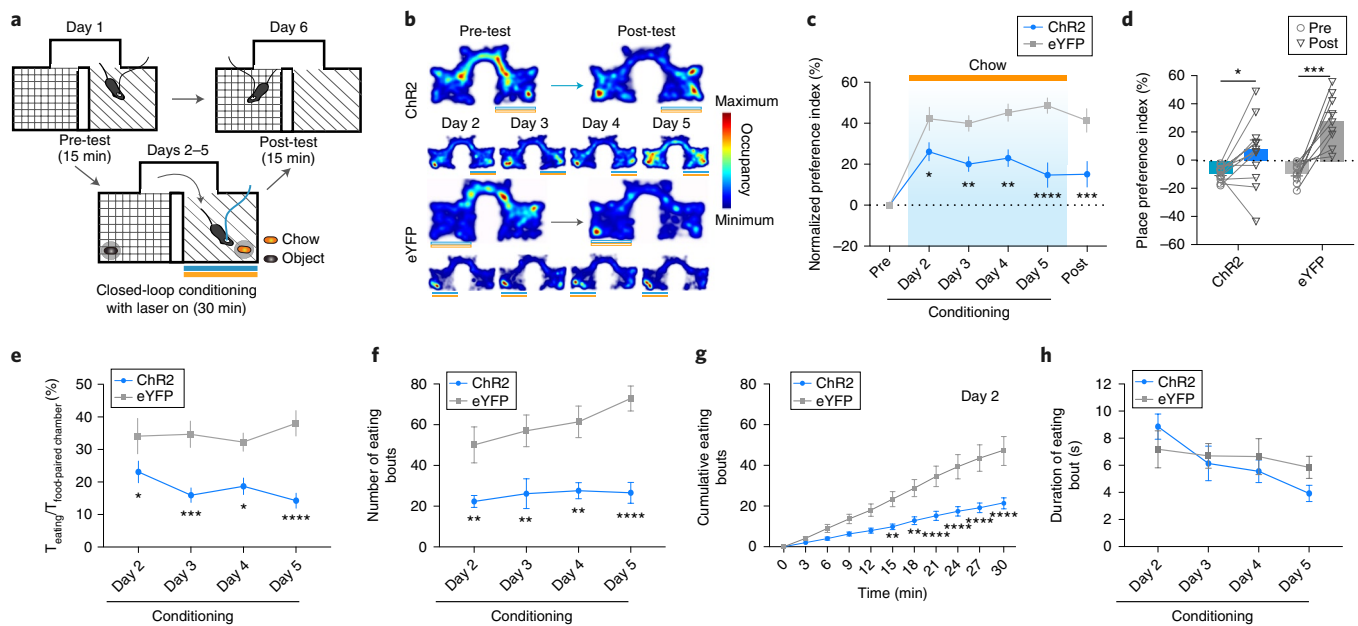 a
Day 1
Day 6
Pre-test
(15 min)
Post-test
(15 min)
Days 2–5
Chow
Object
Closed-loop conditioning
with laser on (30 min)
b
Pre-test
Post-test
ChR2
Day 2
Day 3
Day 4
Day 5
eYFP
Maximum
Occupancy
Minimum
c
ChR2
eYFP
Chow
Normalized preference index (%)
60
40
20
0
–20
*
**
**
****
***
Pre
Day 2
Day 3
Day 4
Day 5
Post
Conditioning
d
Pre
Post
Place preference index (%)
80
60
40
20
0
–20
–40
–60
*
***
ChR2
eYFP
e
ChR2
eYFP
Teating/Tfood-paired chamber (%)
50
40
30
20
10
0
*
***
*
****
Day 2
Day 3
Day 4
Day 5
Conditioning
f
ChR2
eYFP
Number of eating
bouts
80
60
40
20
0
**
**
**
****
Day 2
Day 3
Day 4
Day 5
Conditioning
g
ChR2
eYFP
Day 2
Cumulative eating
bouts
80
60
40
20
0
**
**
****
****
****
****
0
3
6
9
12
15
18
21
24
27
30
Time (min)
h
ChR2
eYFP
Duration of eating
bout (s)
12
10
8
6
4
2
0
Day 2
Day 3
Day 4
Day 5
Conditioning